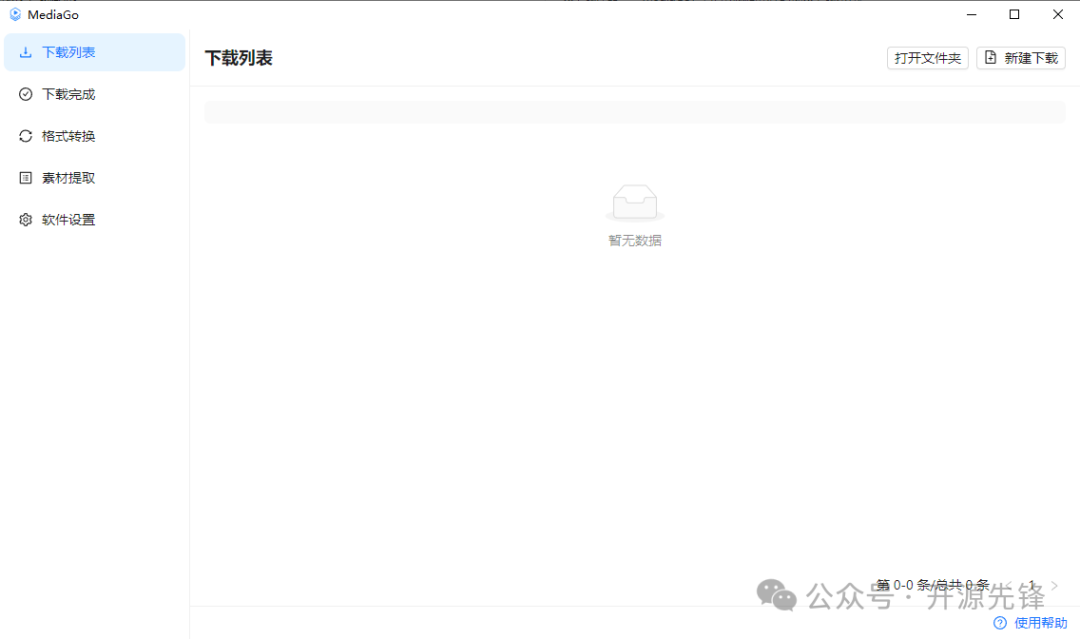 MediaGo
下载列表
下载完成
格式转换
素材提取
软件设置
下载列表
打开文件夹
新建下载
暂无数据
第 0-0 条/总共 0 条
1
公众号 · 开源先锋
使用帮助